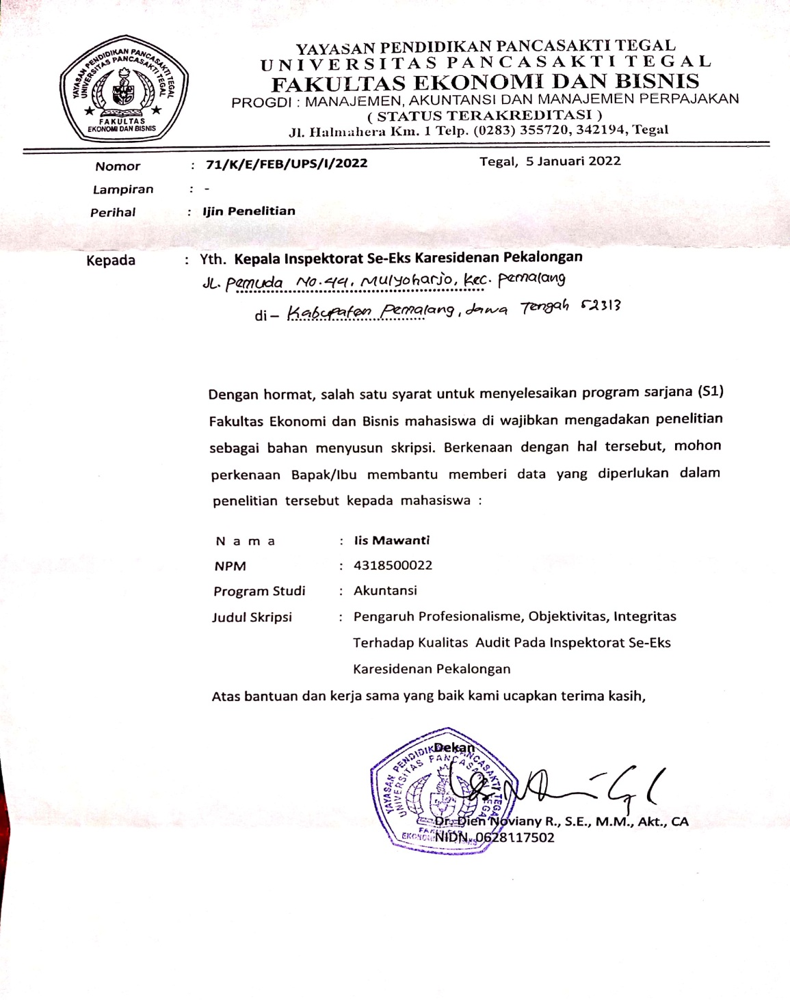 YAYASAN PENDIDIKAN PANCASAKTI TEGAL
UNIVERSITAS PANCASAKTI TEGAL
FAKULTAS
EKONOMI DAN BISNIS
YAYASAN PENDIDIKAN PANCASAKTI TEGAL
UNIVERSITAS PANCASAKTI TEGAL
FAKULTAS EKONOMI DAN BISNIS
PROGDI : MANAJEMEN, AKUNTANSI DAN MANAJEMEN PERPAJAKAN
( STATUS TERAKREDITASI )
Jl. Halmahera Km. 1 Telp. (0283) 355720, 342194, Tegal
Nomor : 71/K/E/FEB/UPS/I/2022 Tegal, 5 Januari 2022
Lampiran : -
Perihal : Ijin Penelitian
Kepada : Yth. Kepala Inspektorat Se-Eks Karesidenan Pekalongan
JL. Pemuda No.44, Mulyoharjo, Kec. Pemalang
di – Kabupaten Pemalang, Jawa Tengah 52313
Dengan hormat, salah satu syarat untuk menyelesaikan program sarjana (S1)
Fakultas Ekonomi dan Bisnis mahasiswa di wajibkan mengadakan penelitian
sebagai bahan menyusun skripsi. Berkenaan dengan hal tersebut, mohon
perkenaan Bapak/Ibu membantu memberi data yang diperlukan dalam
penelitian tersebut kepada mahasiswa :
N a m a : Iis Mawanti
NPM : 4318500022
Program Studi : Akuntansi
Judul Skripsi : Pengaruh Profesionalisme, Objektivitas, Integritas
Terhadap Kualitas Audit Pada Inspektorat Se-Eks
Karesidenan Pekalongan
Atas bantuan dan kerja sama yang baik kami ucapkan terima kasih,
Dekan
YAYASAN PENDIDIKAN PANCASAKTI TEGAL
UNIVERSITAS PANCASAKTI TEGAL
FAKULTAS
EKONOMI DAN BISNIS
Dr. Dien Noviany R., S.E., M.M., Akt., CA
NIDN. 0628117502